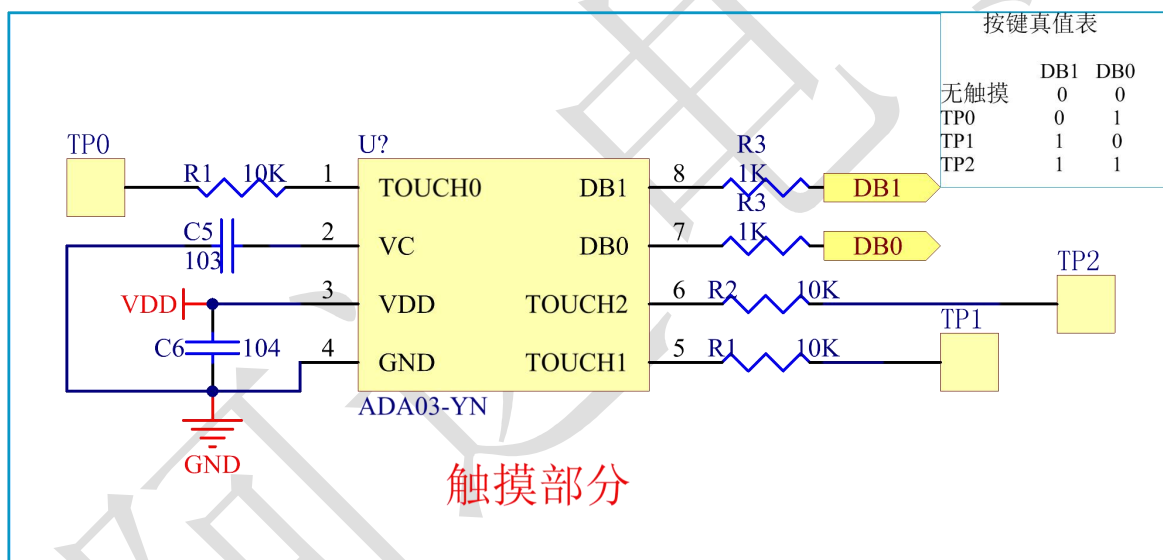 按键真值表
DB1 DB0
无触摸 0 0
TP0 0 1
TP1 1 0
TP2 1 1
TP0
R1 10K
U?
1 TOUCH0
DB1 8
R3
1K
DB1
C5
103
2 VC
DB0 7
R3
1K
DB0
VDD
3 VDD
TOUCH2 6
R2 10K
TP2
C6 104
4 GND
TOUCH1 5
R1 10K
TP1
ADA03-YN
GND
触摸部分